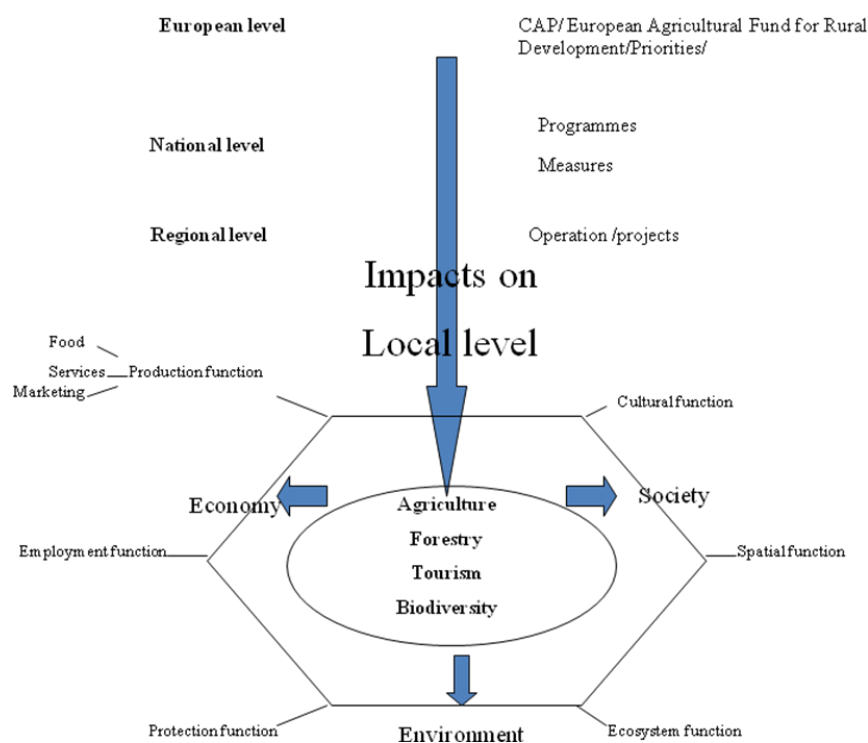 European level
CAP/ European Agricultural Fund for Rural
Development/Priorities/
Programmes
National level
Measures
Regional level
Operation /projects
Impacts on
Local level
Food
Services
Production function
Marketing
Cultural function
Economy
Society
Agriculture
Forestry
Tourism
Biodiversity
Employment function
Spatial function
Protection function
Environment
Ecosystem function